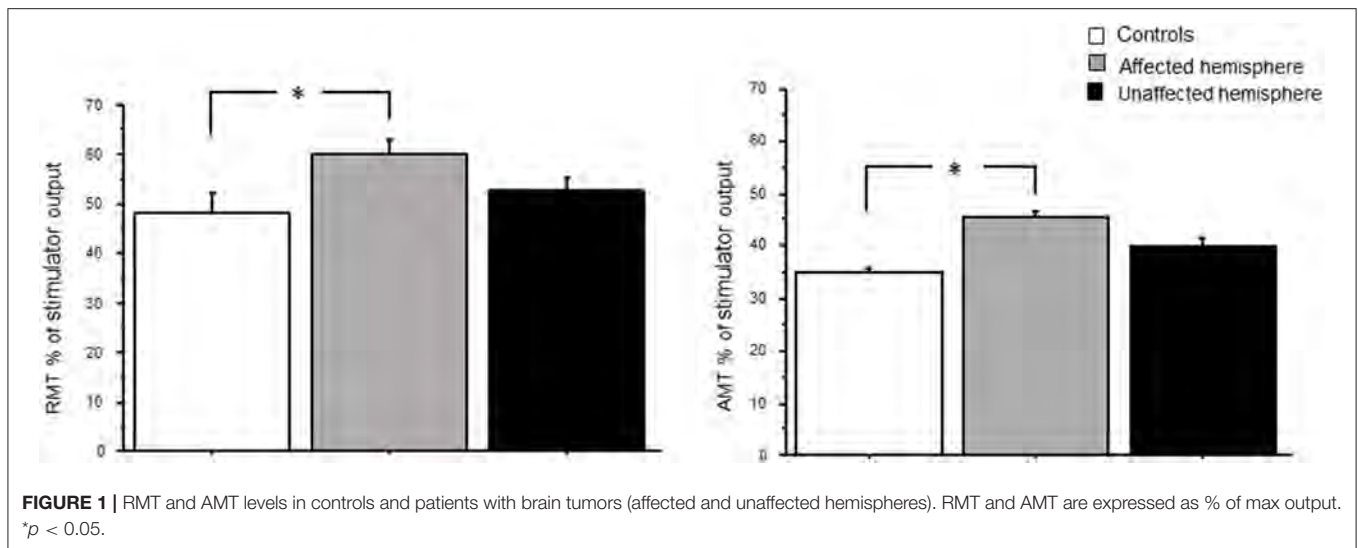 Controls
Affected hemisphere
Unaffected hemisphere
*
70
60
50
40
30
20
10
0
RMT % of stimulator output
*
70
60
50
40
30
20
10
0
AMT % of stimulator output
FIGURE 1 | RMT and AMT levels in controls and patients with brain tumors (affected and unaffected hemispheres). RMT and AMT are expressed as % of max output.
*p < 0.05.